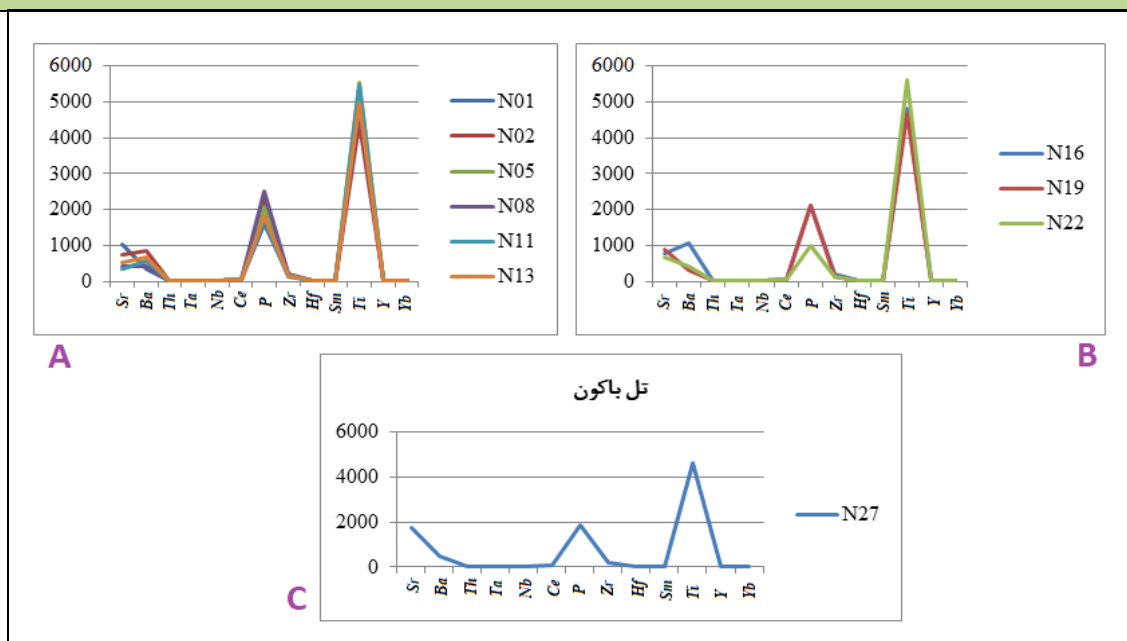 6000
5000
4000
3000
2000
1000
0
Sr Ba Th Ta Nb Ce P Zr Hf Sm Ti Y Yb
N01
N02
N05
N08
N11
N13
A
6000
5000
4000
3000
2000
1000
0
Sr Ba Th Ta Nb Ce P Zr Hf Sm Ti Y Yb
N16
N19
N22
B
تل باکون
6000
4000
2000
0
Sr Ba Th Ta Nb Ce P Zr Hf Sm Ti Y Yb
N27
C